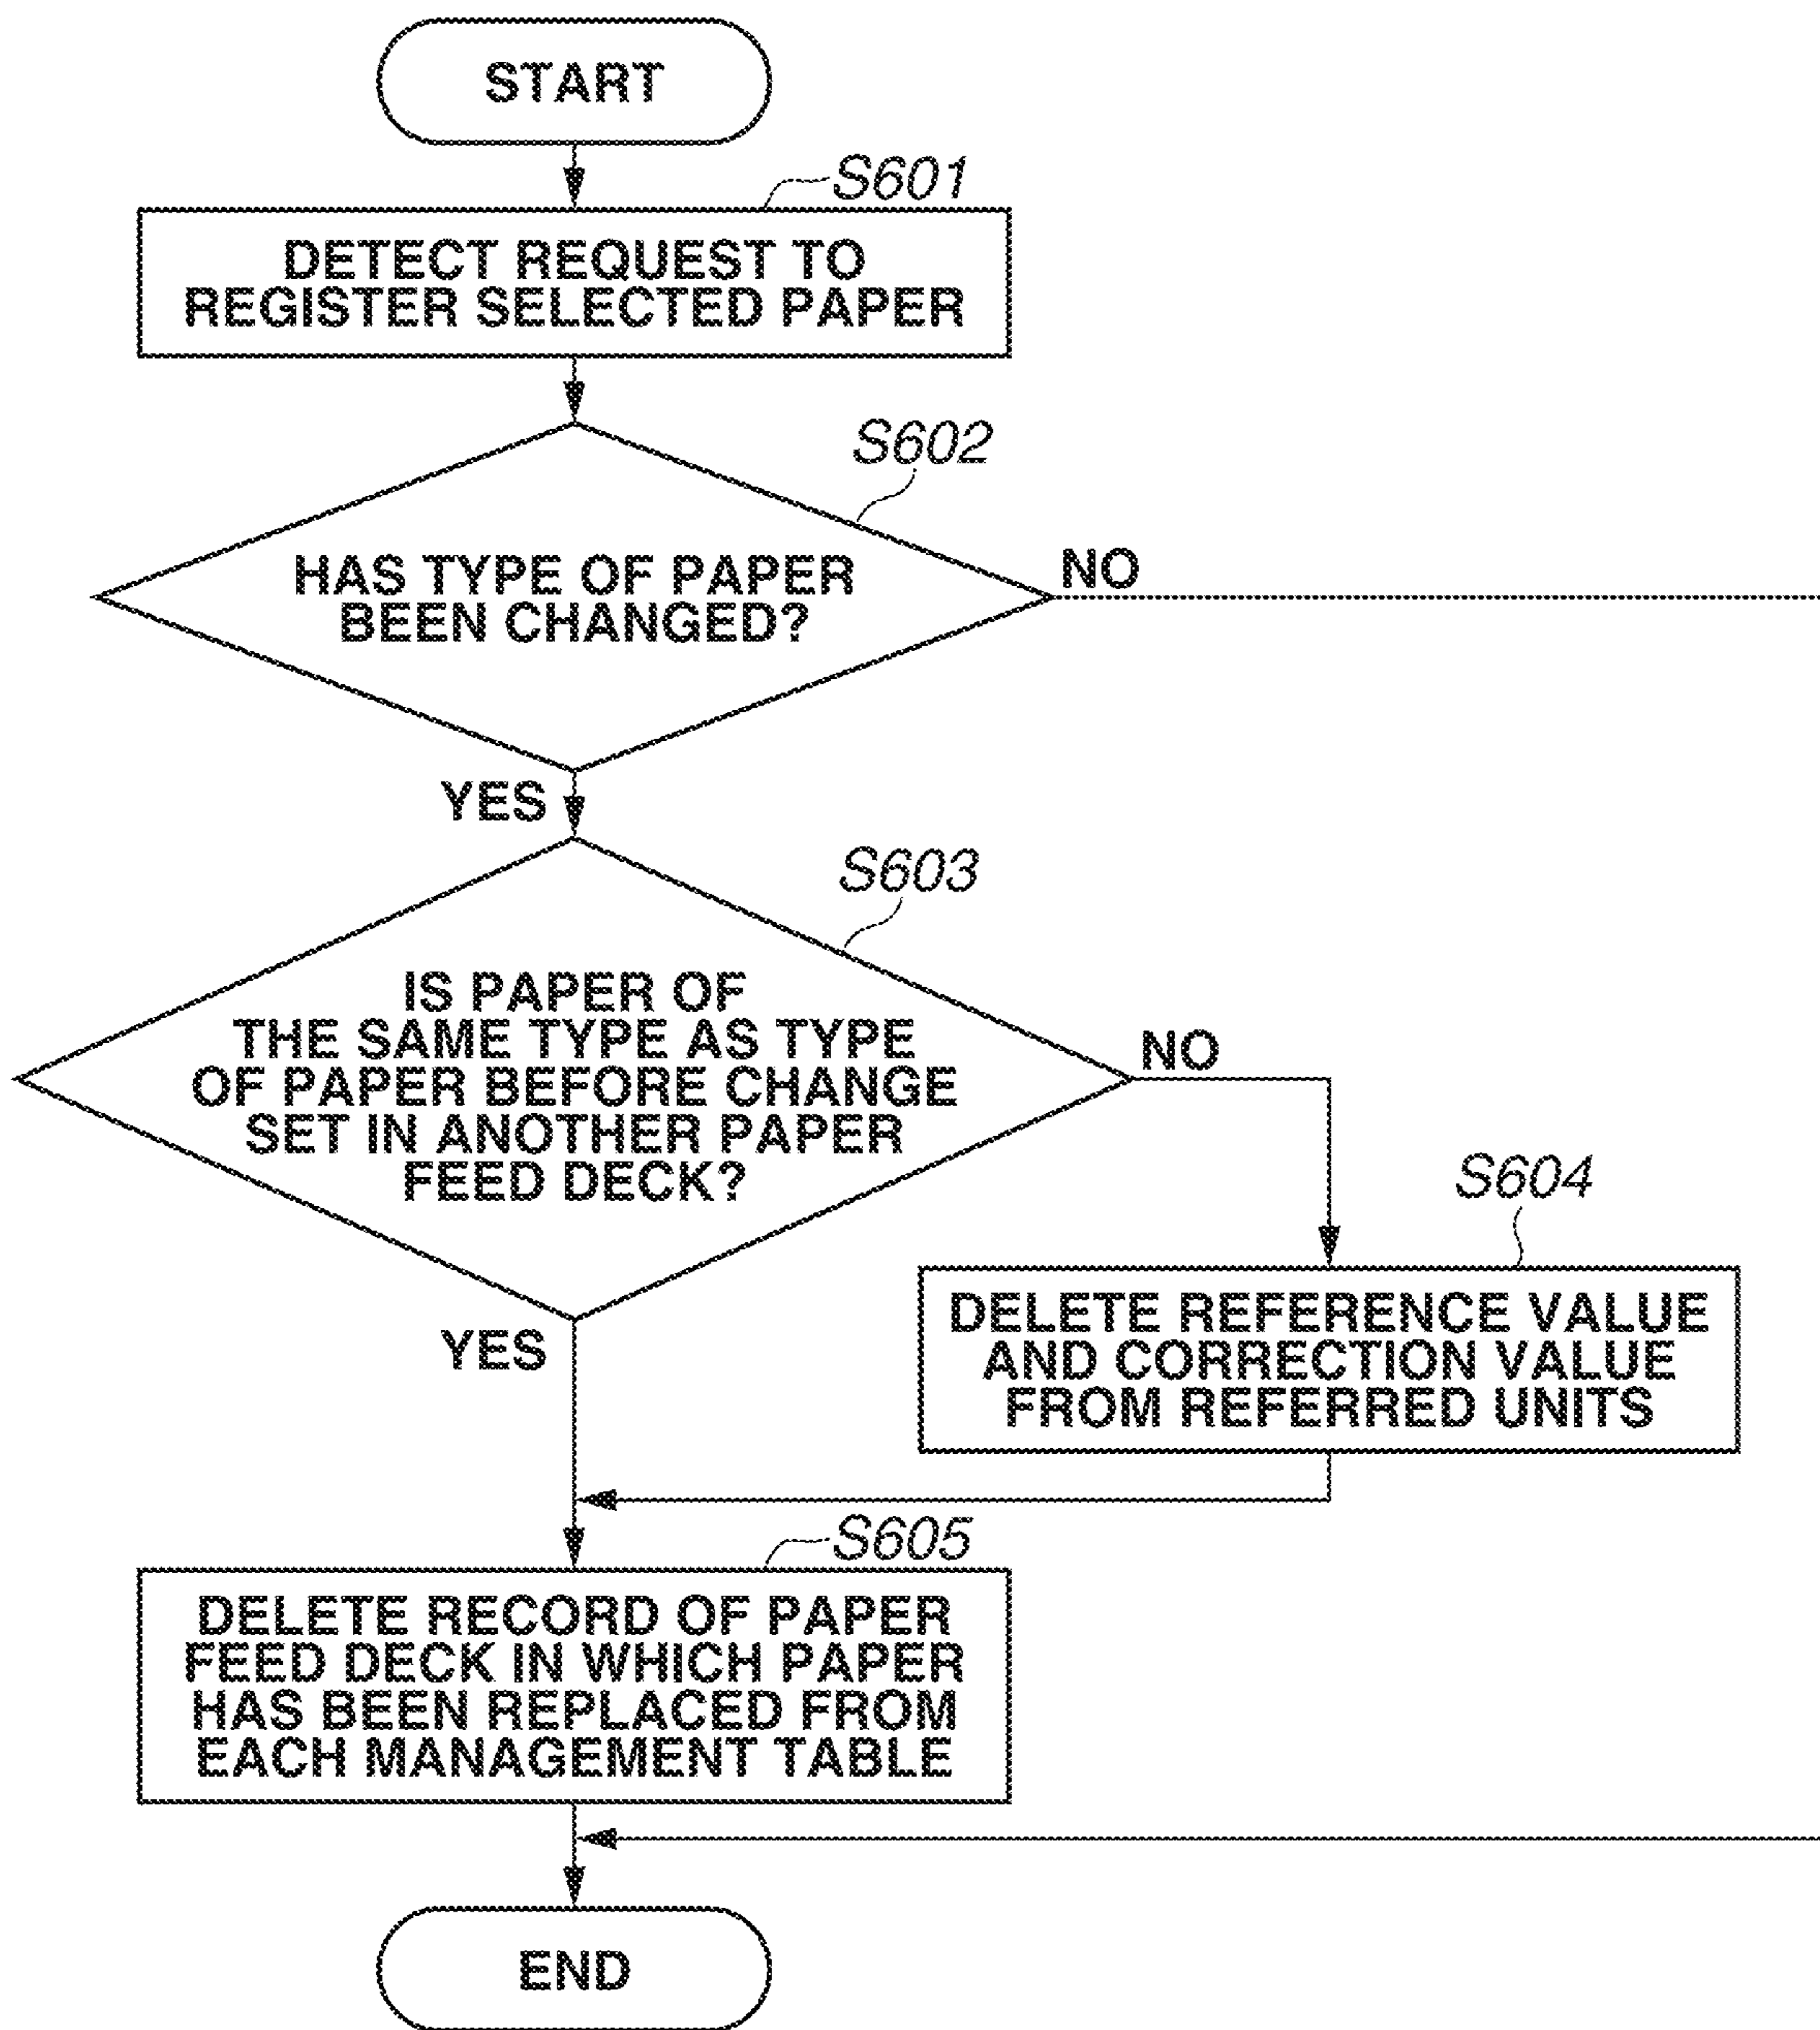 START
S601
DETECT REQUEST TO
REGISTER SELECTED PAPER
S602
HAS TYPE OF PAPER
BEEN CHANGED?
NO
YES
S603
IS PAPER OF
THE SAME TYPE AS TYPE
OF PAPER BEFORE CHANGE
SET IN ANOTHER PAPER
FEED DECK?
NO
YES
S604
DELETE REFERENCE VALUE
AND CORRECTION VALUE
FROM REFERRED UNITS
S605
DELETE RECORD OF PAPER
FEED DECK IN WHICH PAPER
HAS BEEN REPLACED FROM
EACH MANAGEMENT TABLE
END